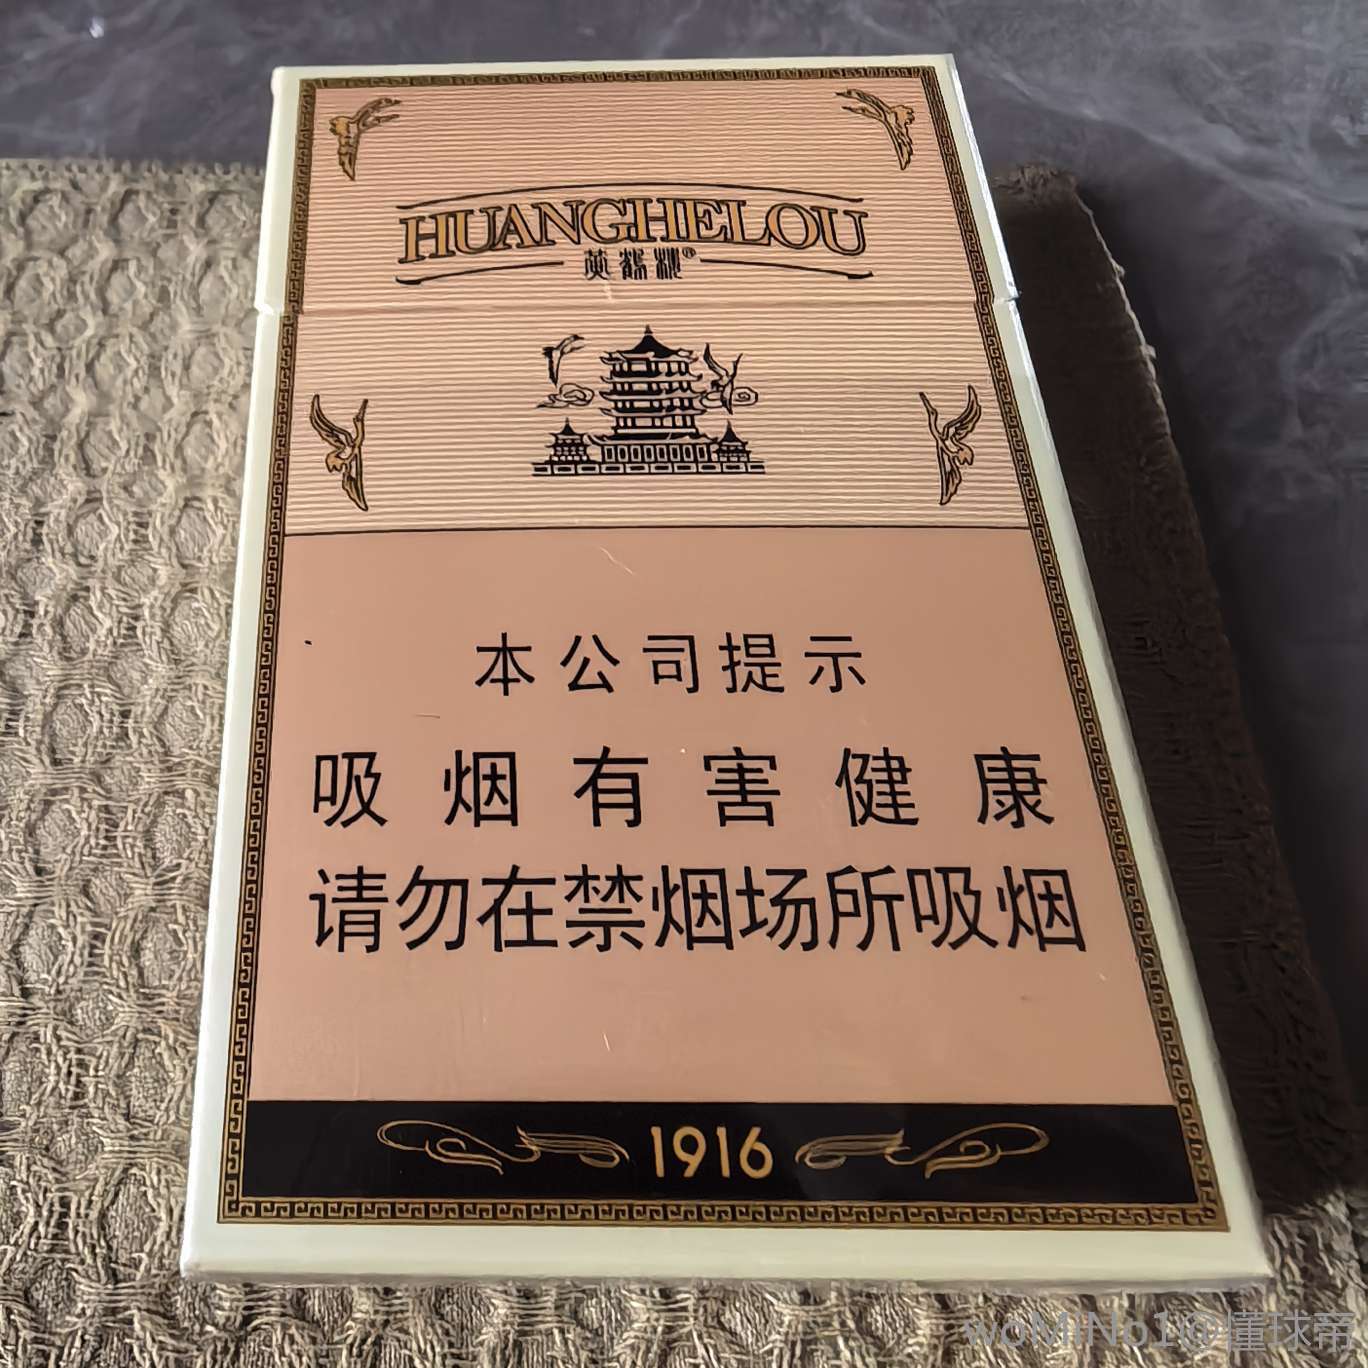 HUANGHELOU
黄鹤楼®
本公司提示
吸烟有害健康
请勿在禁烟场所吸烟
1916
woMINo1@懂球帝